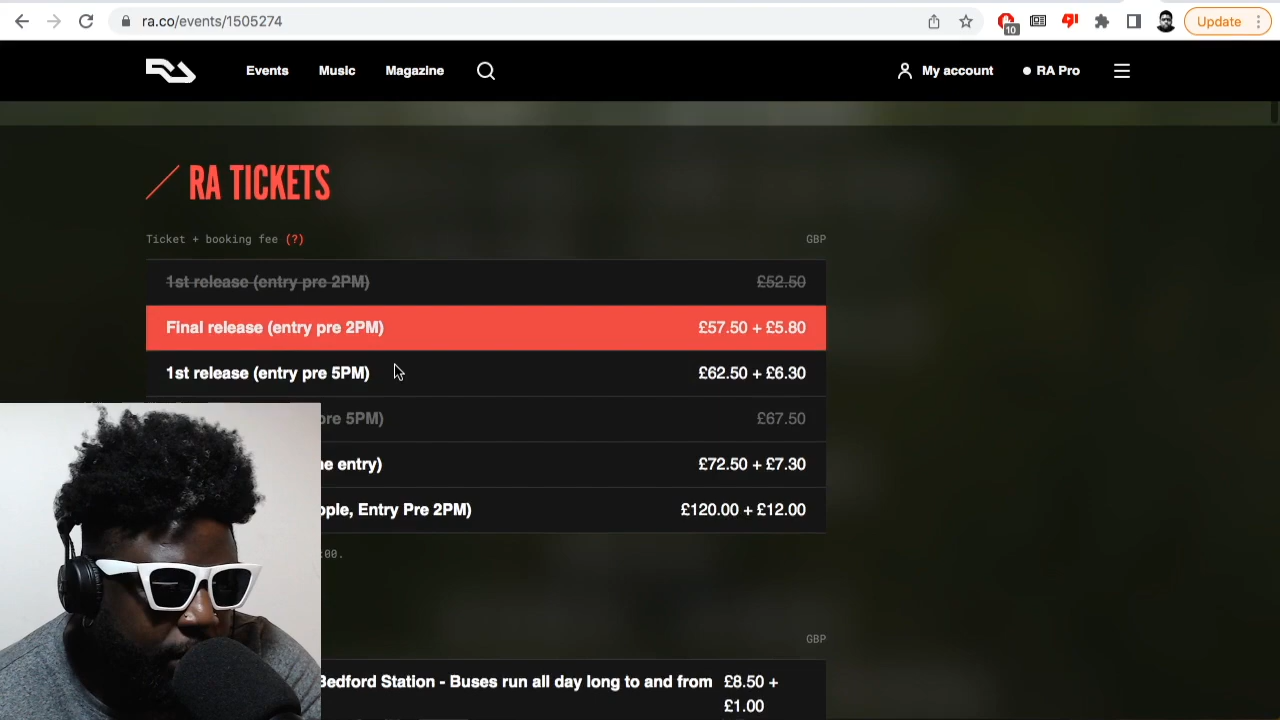 ra.co/events/1505274
10
Update
Events Music Magazine
My account RA Pro
RA TICKETS
Ticket + booking fee (?) GBP
1st release (entry pre 2PM) £52.50
Final release (entry pre 2PM) £57.50 + £5.80
1st release (entry pre 5PM) £62.50 + £6.30
pre 5PM) £67.50
entry) £72.50 + £7.30
Entry Pre 2PM) £120.00 + £12.00
:00.
GBP
Bedford Station - Buses run all day long to and from £8.50 +
£1.00